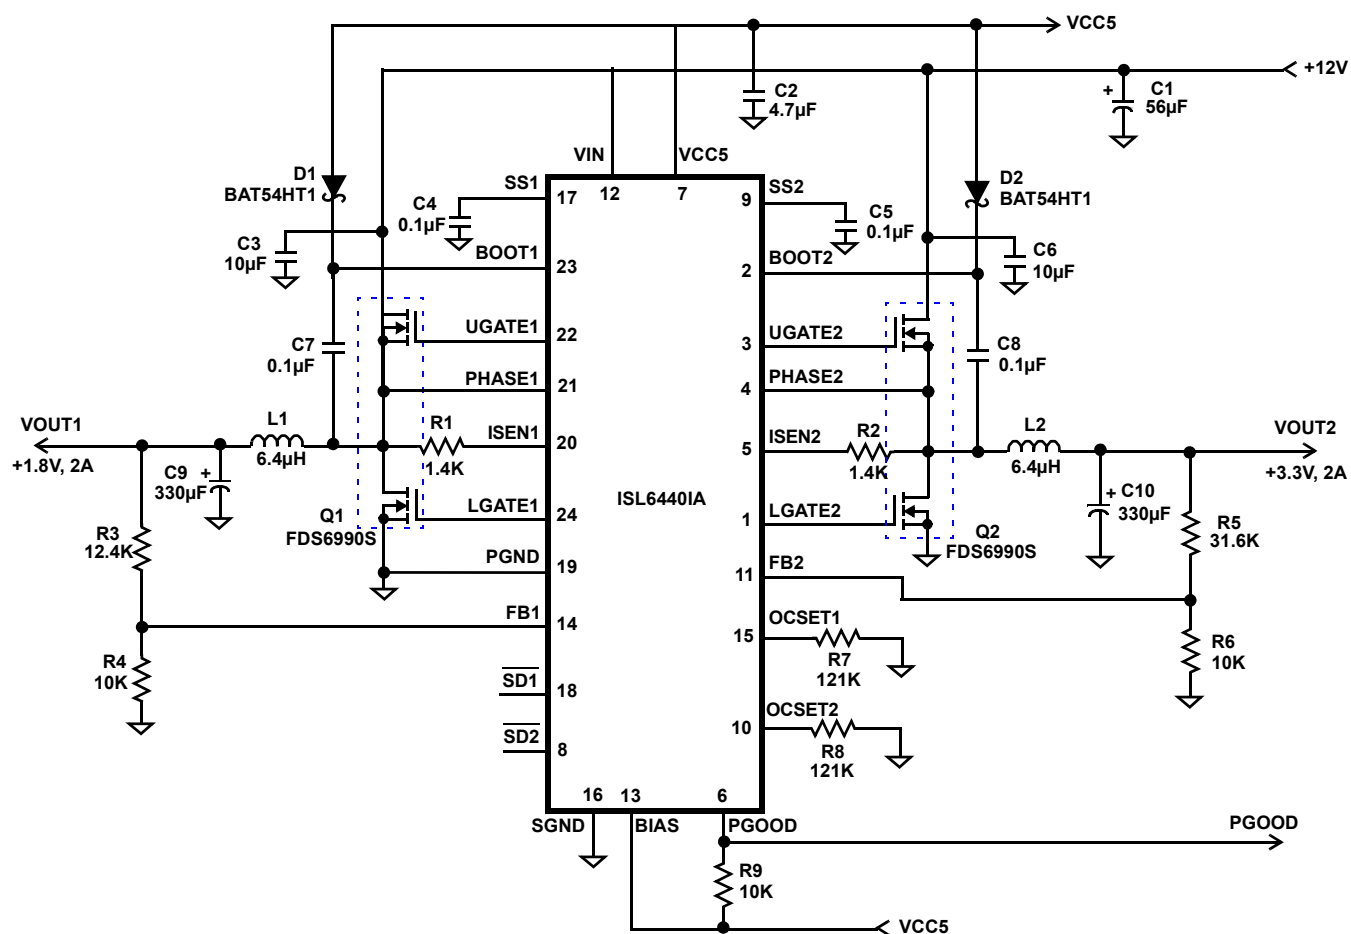 VCC5
+12V
C2
4.7µF
+
C1
56µF
VIN
VCC5
D1
BAT54HT1
SS1
17
12
7
9
SS2
D2
BAT54HT1
C4
0.1µF
C5
0.1µF
C3
10µF
BOOT1
23
2
BOOT2
C6
10µF
UGATE1
22
3
UGATE2
C7
0.1µF
C8
0.1µF
PHASE1
21
4
PHASE2
VOUT1
+1.8V, 2A
L1
6.4µH
R1
1.4K
ISEN1
20
5
ISEN2
R2
1.4K
L2
6.4µH
VOUT2
+3.3V, 2A
C9
330µF
+
ISL6440IA
+
C10
330µF
Q1
FDS6990S
LGATE1
24
1
LGATE2
Q2
FDS6990S
R3
12.4K
R5
31.6K
PGND
19
11
FB2
FB1
14
15
OCSET1
R7
121K
R4
10K
R6
10K
SD1
18
10
OCSET2
R8
121K
SD2
8
16
13
6
SGND
BIAS
PGOOD
PGOOD
R9
10K
VCC5